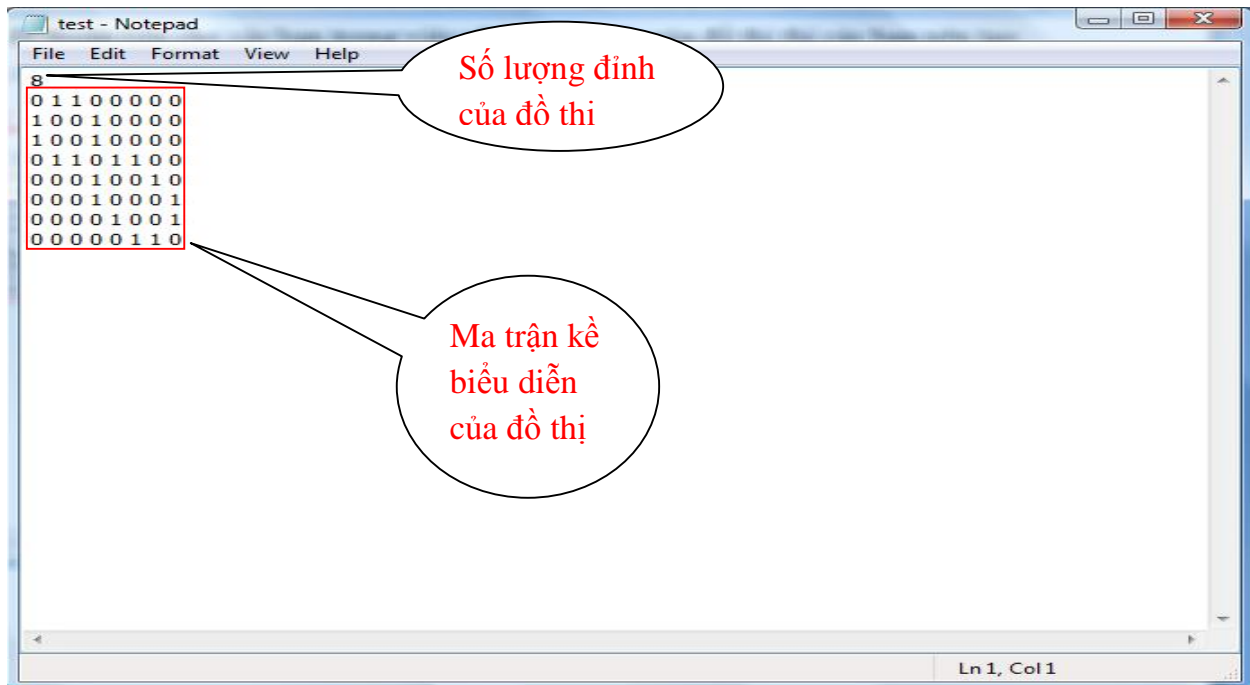 test - Notepad
File Edit Format View Help
8
0 1 1 0 0 0 0 0
1 0 0 1 0 0 0 0
1 0 0 1 0 0 0 0
0 1 1 0 1 1 0 0
0 0 0 1 0 0 1 0
0 0 0 1 0 0 0 1
0 0 0 0 1 0 0 1
0 0 0 0 0 1 1 0
Số lượng đỉnh
của đồ thi
Ma trận kề
biểu diễn
của đồ thị
Ln 1, Col 1